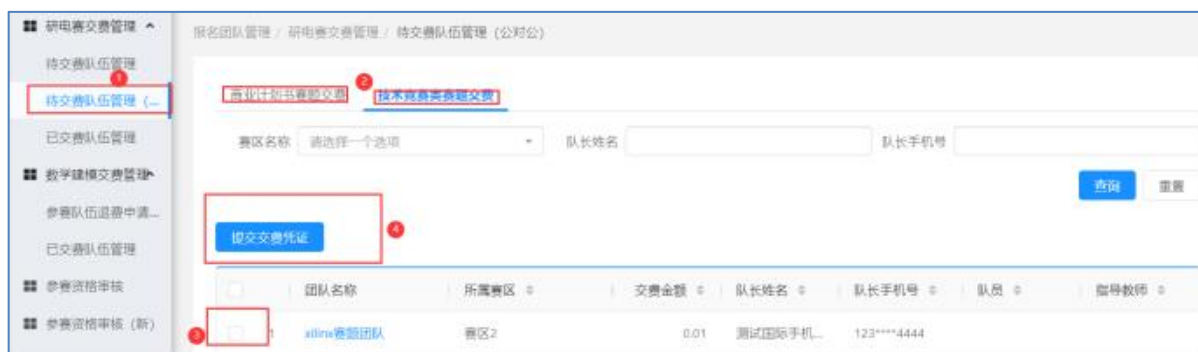 研电赛交费管理
报名团队管理 / 研电赛交费管理 / 待交费队伍管理 (公对公)
待交费队伍管理
1
待交费队伍管理 (...
2
商业计划书赛题交费
技术竞赛类赛题交费
已交费队伍管理
赛区名称 请选择一个选项
队长姓名
队长手机号
数学建模交费管理
查询
重置
参赛队伍退费申请...
提交交费凭证
4
已交费队伍管理
参赛资格审核
团队名称
所属赛区
交费金额
队长姓名
队长手机号
队员
指导教师
参赛资格审核 (新)
3
1
xilinx赛题团队
赛区2
0.01
测试国际手机...
123****4444